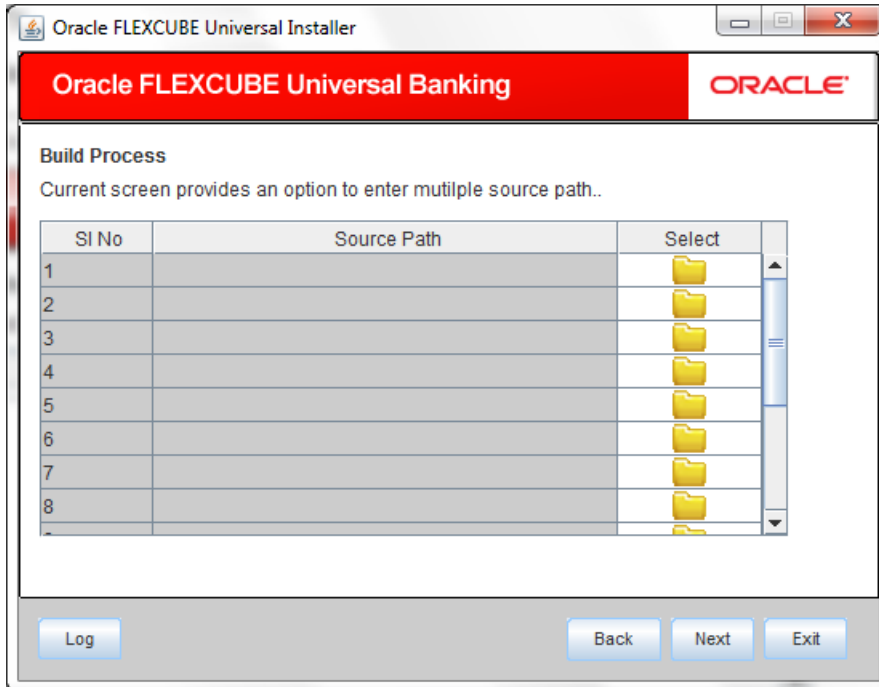 Oracle FLEXCUBE Universal Installer
Oracle FLEXCUBE Universal Banking
ORACLE
Build Process
Current screen provides an option to enter mutilple source path..
SI No Source Path Select
1
2
3
4
5
6
7
8
Log Back Next Exit